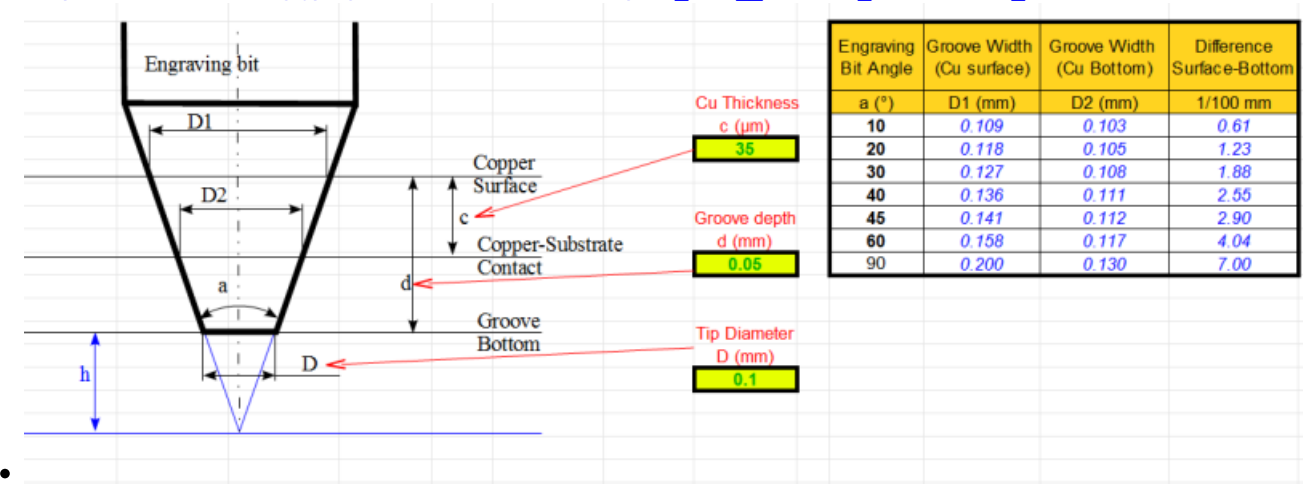 Engraving bit
D1
D2
a
D
h
c
d
Copper
Surface
Copper-Substrate
Contact
Groove
Bottom
Cu Thickness
c (µm)
35
Groove depth
d (mm)
0.05
Tip Diameter
D (mm)
0.1
Engraving Bit Angle Groove Width (Cu surface) Groove Width (Cu Bottom) Difference Surface-Bottom
a (°) D1 (mm) D2 (mm) 1/100 mm
10 0.109 0.103 0.61
20 0.118 0.105 1.23
30 0.127 0.108 1.88
40 0.136 0.111 2.55
45 0.141 0.112 2.90
60 0.158 0.117 4.04
90 0.200 0.130 7.00